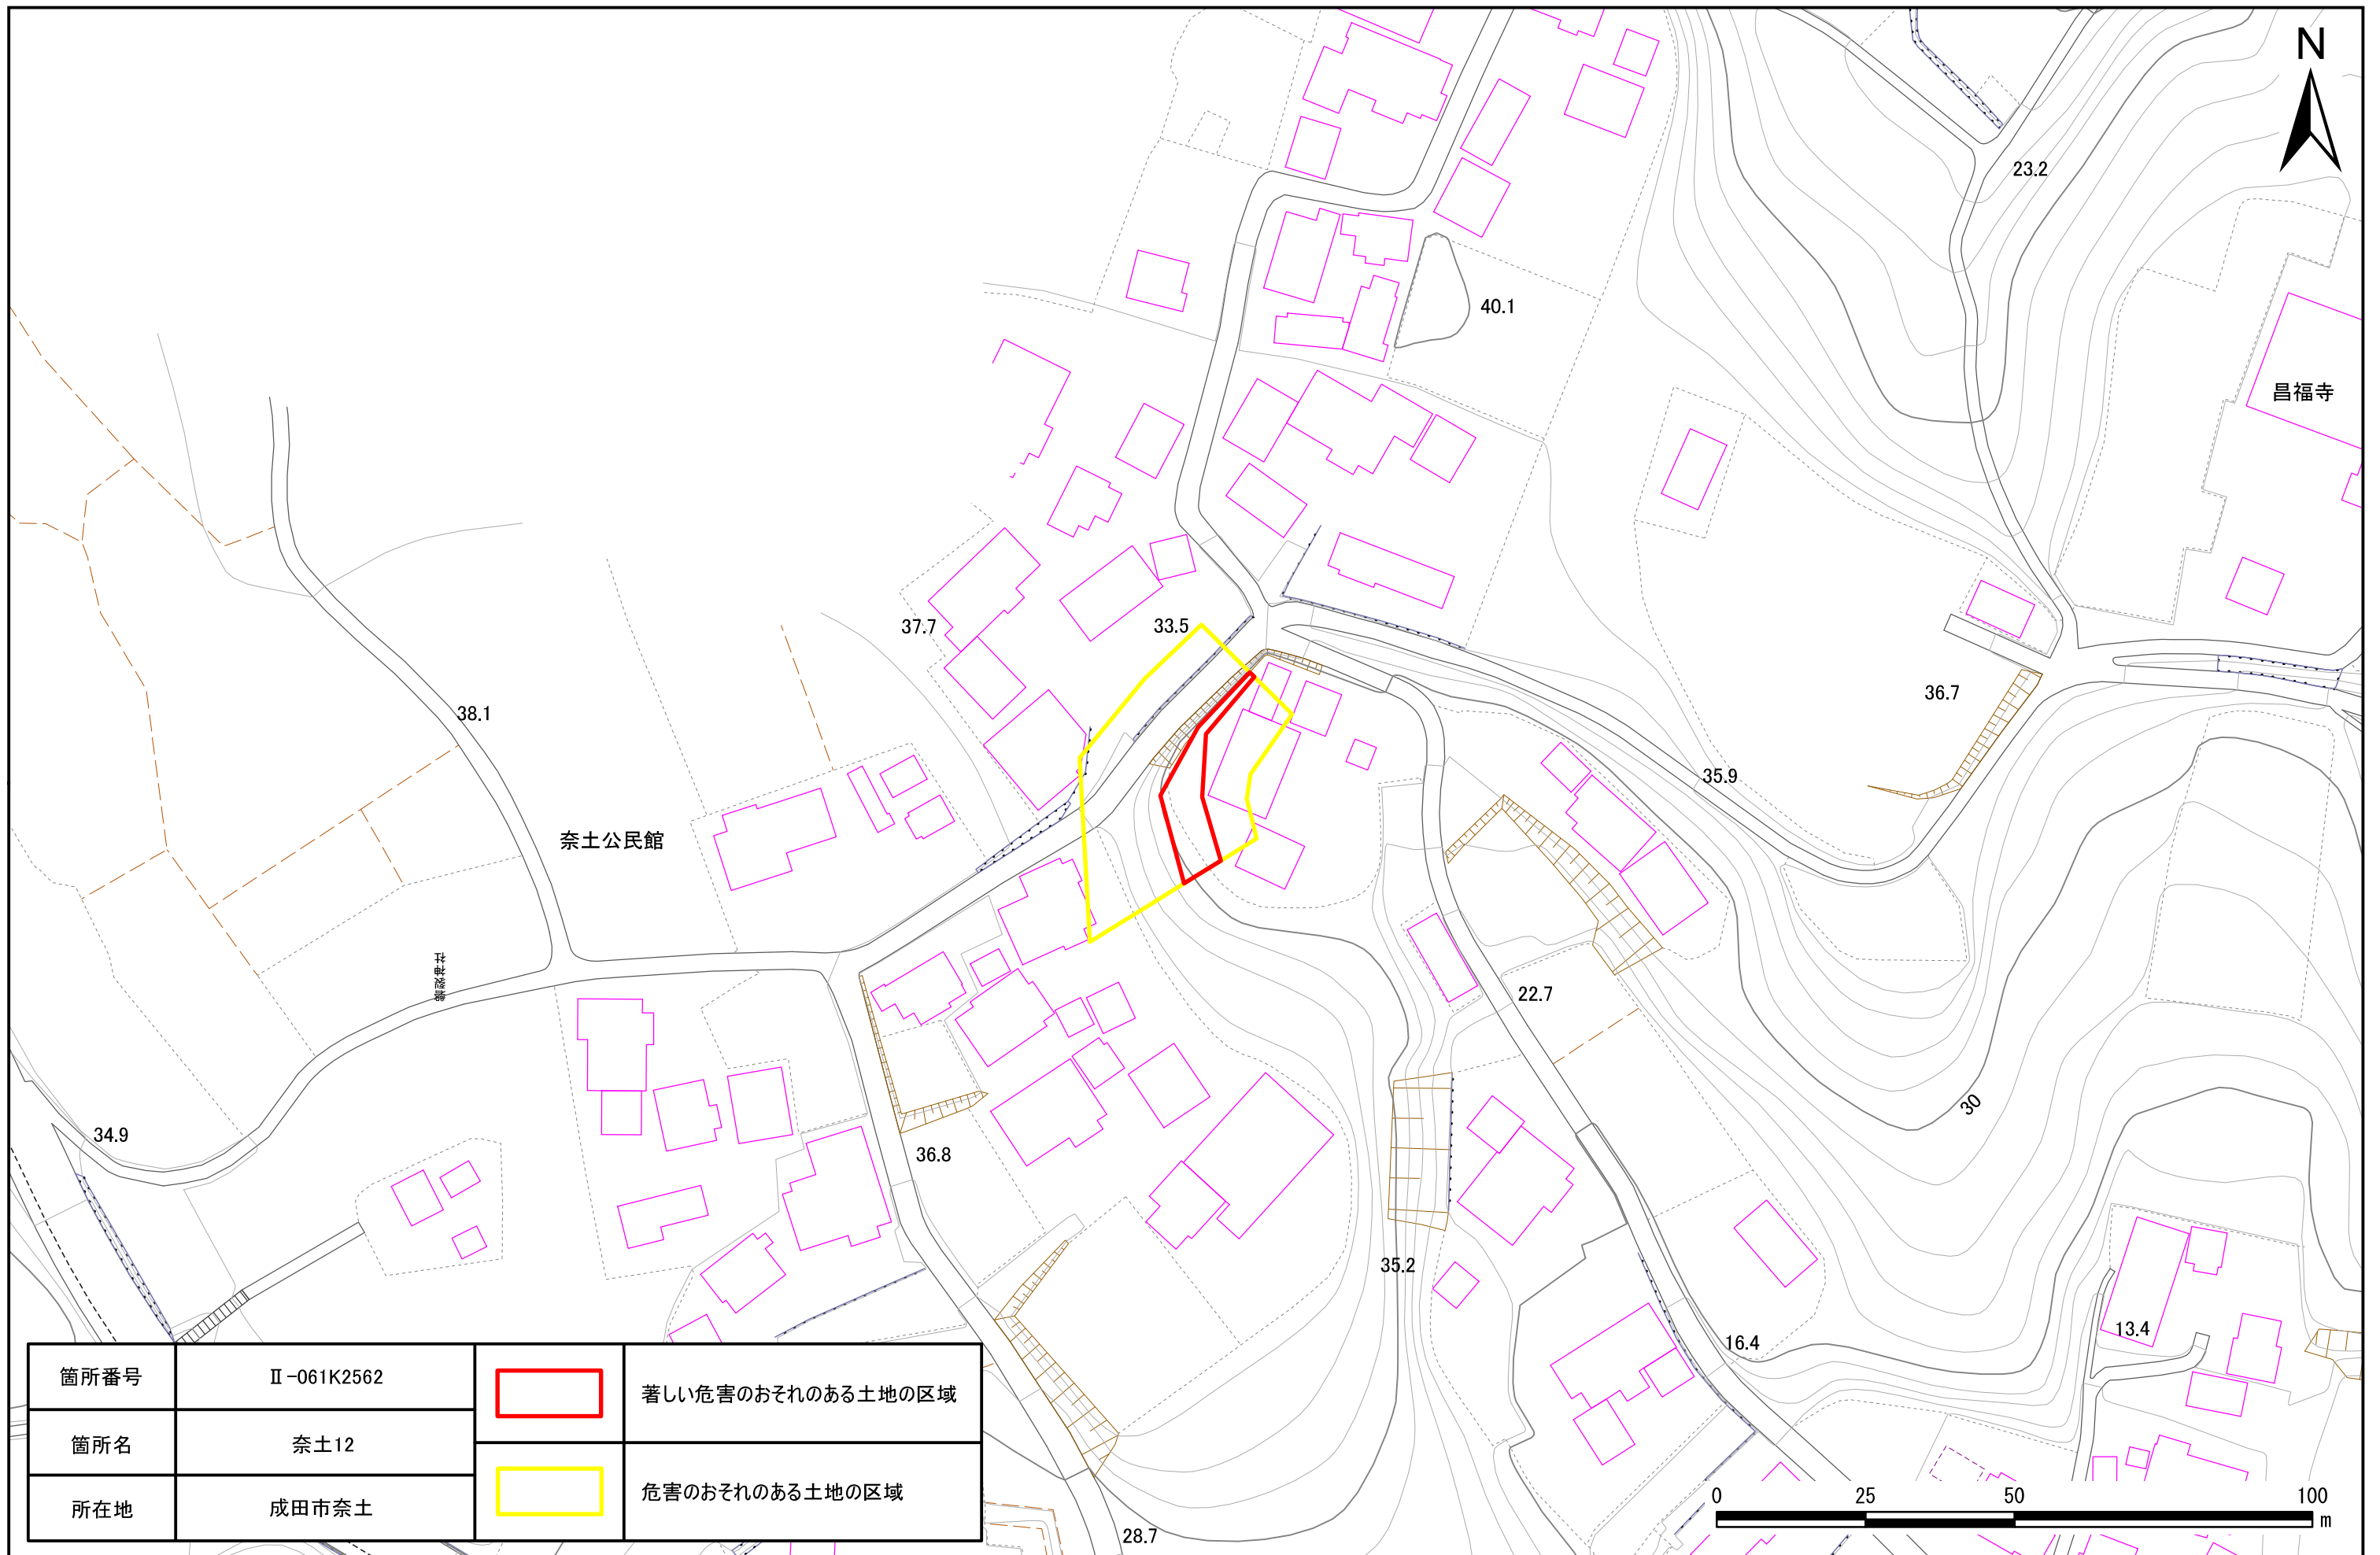 N
23.2
40.1
昌福寺
37.7
33.5
38.1
36.7
35.9
奈土公民館
磐裂神社
22.7
34.9
36.8
30
35.2
16.4
13.4
28.7
箇所番号 Ⅱ-061K2562
箇所名 奈土12
所在地 成田市奈土
著しい危害のおそれのある土地の区域
危害のおそれのある土地の区域
0 25 50 100
m